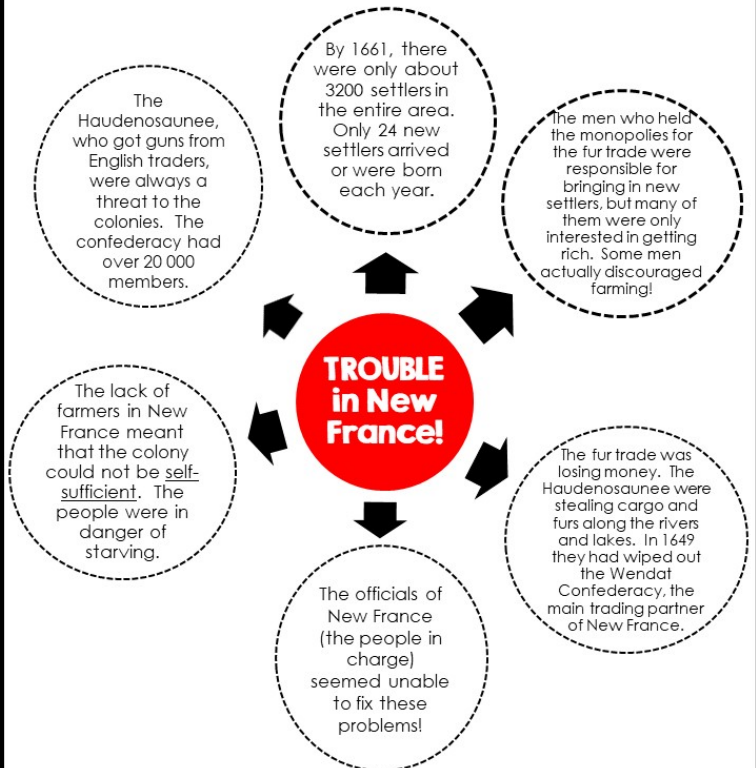 By 1661, there
were only about
3200 settlers in
the entire area.
Only 24 new
settlers arrived
or were born
each year.
The
Haudenosaunee,
who got guns from
English traders,
were always a
threat to the
colonies. The
confederacy had
over 20 000
members.
The men who held
the monopolies for
the fur trade were
responsible for
bringing in new
settlers, but many of
them were only
interested in getting
rich. Some men
actually discouraged
farming!
TROUBLE
in New
France!
The lack of
farmers in New
France meant
that the colony
could not be self-
sufficient. The
people were in
danger of
starving.
The fur trade was
losing money. The
Haudenosaunee were
stealing cargo and
furs along the rivers
and lakes. In 1649
they had wiped out
the Wendat
Confederacy, the
main trading partner
of New France.
The officials of
New France
(the people in
charge)
seemed unable
to fix these
problems!